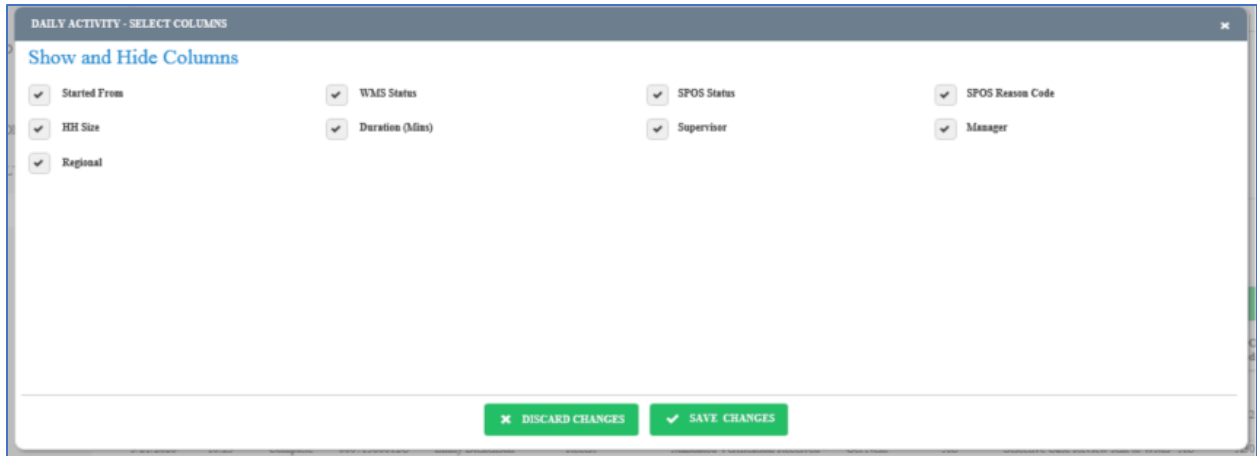 DAILY ACTIVITY - SELECT COLUMNS
Show and Hide Columns
Started From WMS Status SPOS Status SPOS Reason Code
HH Size Duration (Mins) Supervisor Manager
Regional
DISCARD CHANGES SAVE CHANGES